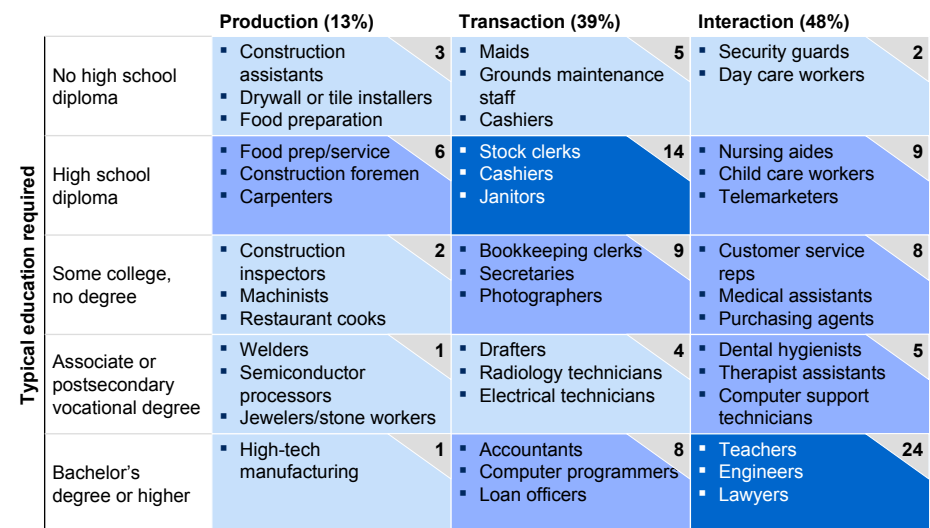 Production (13%)
Transaction (39%)
Interaction (48%)
Typical education required
No high school
diploma
▪ Construction
assistants
▪ Drywall or tile installers
▪ Food preparation
3
▪ Maids
▪ Grounds maintenance
staff
▪ Cashiers
5
▪ Security guards
▪ Day care workers
2
High school
diploma
▪ Food prep/service
▪ Construction foremen
▪ Carpenters
6
▪ Stock clerks
▪ Cashiers
▪ Janitors
14
▪ Nursing aides
▪ Child care workers
▪ Telemarketers
9
Some college,
no degree
▪ Construction
inspectors
▪ Machinists
▪ Restaurant cooks
2
▪ Bookkeeping clerks
▪ Secretaries
▪ Photographers
9
▪ Customer service
reps
▪ Medical assistants
▪ Purchasing agents
8
Associate or
postsecondary
vocational degree
▪ Welders
▪ Semiconductor
processors
▪ Jewelers/stone workers
1
▪ Drafters
▪ Radiology technicians
▪ Electrical technicians
4
▪ Dental hygienists
▪ Therapist assistants
▪ Computer support
technicians
5
Bachelor's
degree or higher
▪ High-tech
manufacturing
1
▪ Accountants
▪ Computer programmers
▪ Loan officers
8
▪ Teachers
▪ Engineers
▪ Lawyers
24